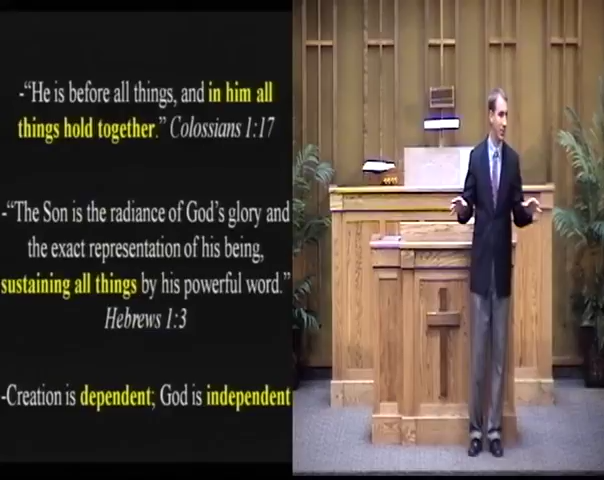 -“He is before all things, and in him all
things hold together.” Colossians 1:17
-“The Son is the radiance of God’s glory and
the exact representation of his being,
sustaining all things by his powerful word.”
Hebrews 1:3
-Creation is dependent; God is independent